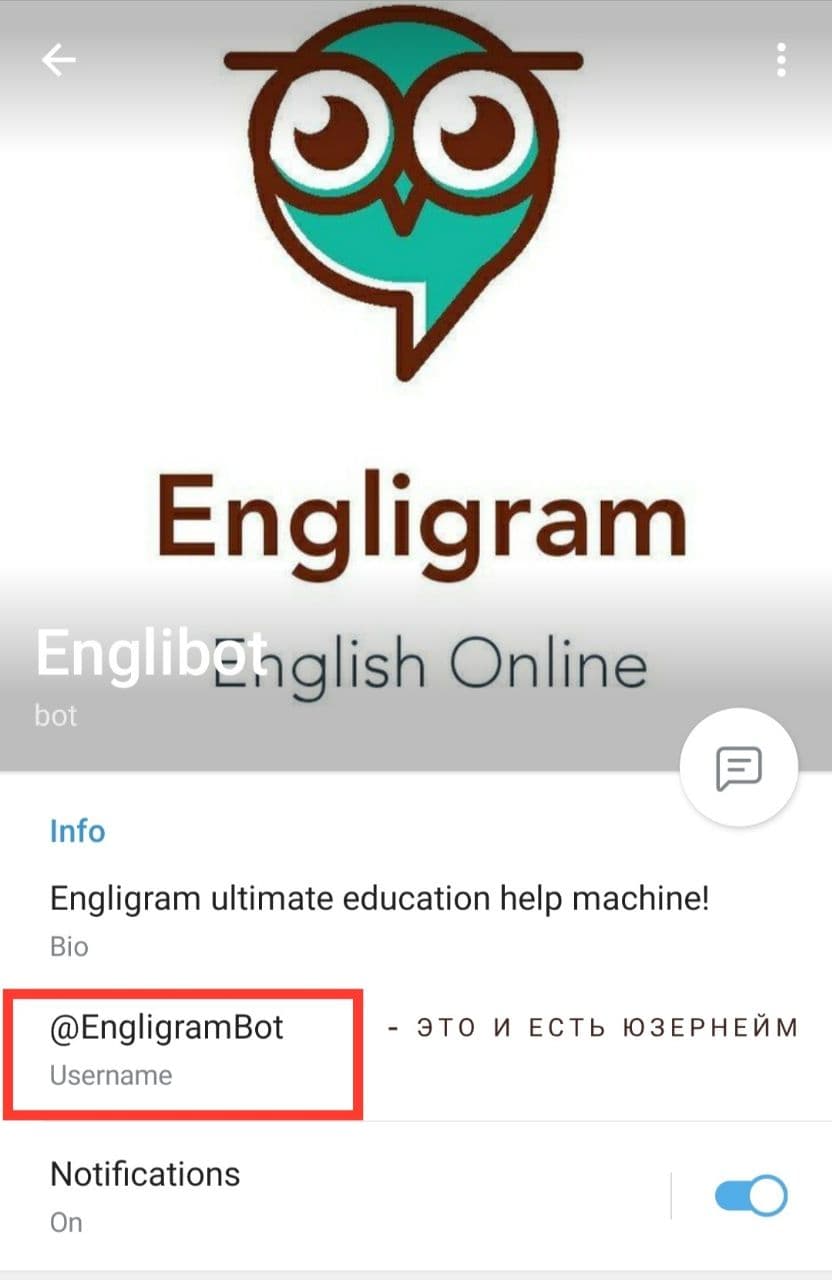 Engligram
English Online
Englibot
bot
Info
Engligram ultimate education help machine!
Bio
@EngligramBot
- ЭТО И ЕСТЬ ЮЗЕРНЕЙМ
Username
Notifications
On